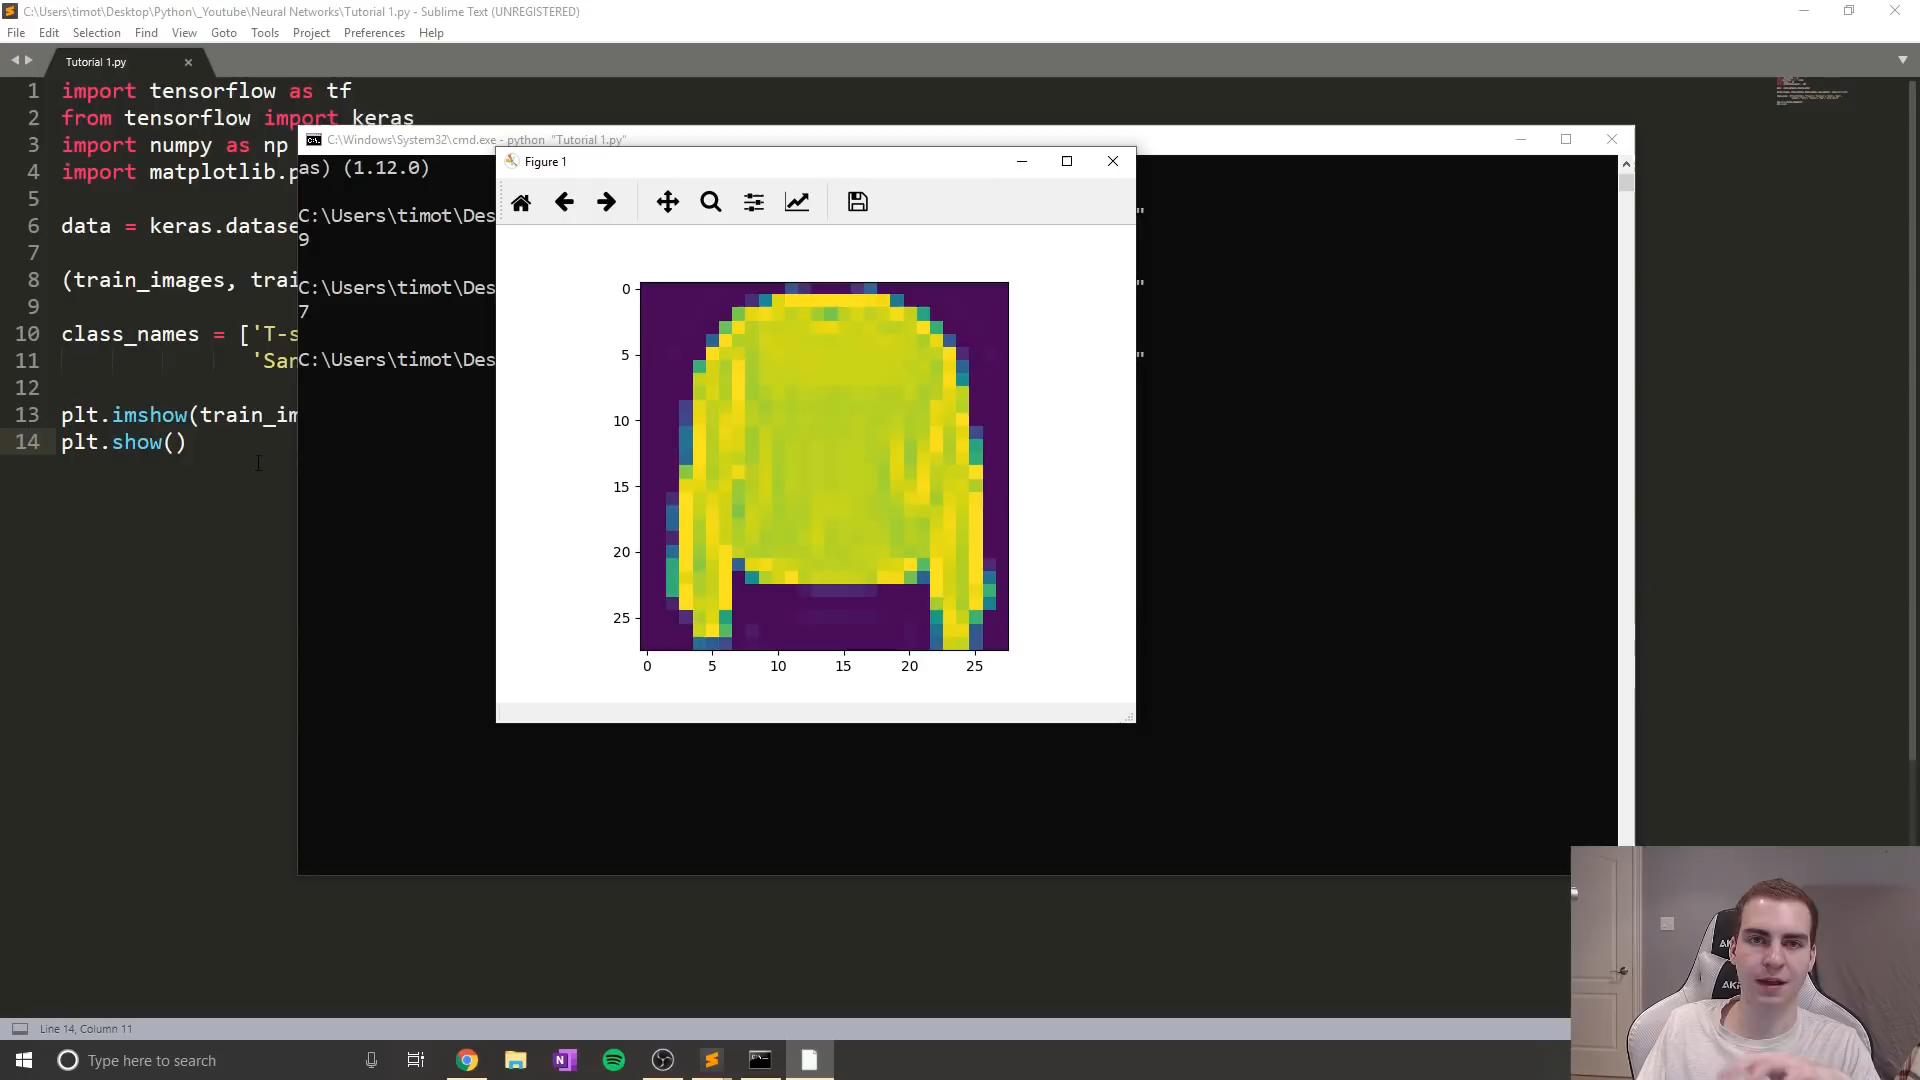 C:\Users\timot\Desktop\Python\_Youtube\Neural Networks\Tutorial 1.py - Sublime Text (UNREGISTERED)
File Edit Selection Find View Goto Tools Project Preferences Help
Tutorial 1.py
1 import tensorflow as tf
2 from tensorflow import keras
3 import numpy as np
4 import matplotlib.p
5
6 data = keras.datase
7
8 (train_images, trai
9
10 class_names = ['T-s
11 'San
12
13 plt.imshow(train_im
14 plt.show()
C:\Windows\System32\cmd.exe - python "Tutorial 1.py"
as) (1.12.0)
C:\Users\timot\Des "
9
C:\Users\timot\Des "
7
C:\Users\timot\Des "
Figure 1
0
5
10
15
20
25
0 5 10 15 20 25
Line 14, Column 11
Type here to search